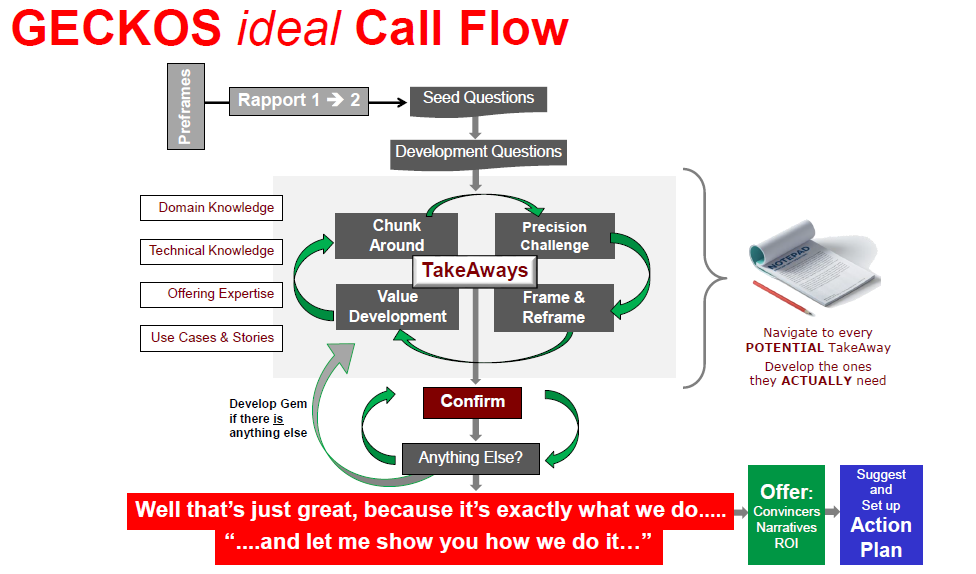 GECKOS ideal Call Flow
Preframes
Rapport 1 ➔ 2
Seed Questions
Development Questions
Domain Knowledge
Technical Knowledge
Offering Expertise
Use Cases & Stories
Chunk
Around
Precision
Challenge
TakeAways
Value
Development
Frame &
Reframe
NOTEPAD
Navigate to every
POTENTIAL TakeAway
Develop the ones
they ACTUALLY need
Develop Gem
if there is
anything else
Confirm
Anything Else?
Well that’s just great, because it’s exactly what we do.....
“....and let me show you how we do it…”
Offer:
Convincers
Narratives
ROI
Suggest
and
Set up
Action
Plan